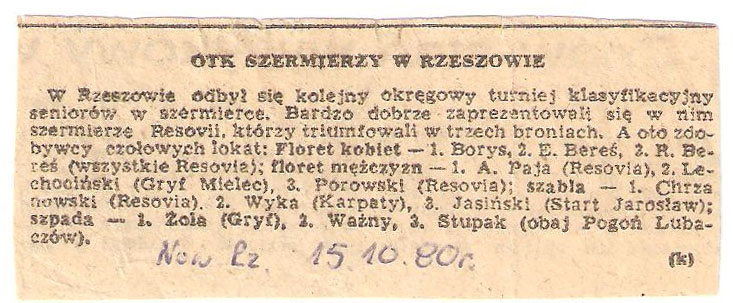 OTK SZERMIERZY W RZESZOWIE
W Rzeszowie odbył się kolejny okręgowy turniej klasyfikacyjny
seniorów w szermierce. Bardzo dobrze zaprezentowali się w nim
szermierze Resovii, którzy triumfowali w trzech broniach. A oto zdo-
bywcy czołowych lokat: Floret kobiet — 1. Borys, 2. E. Bereś, 3. R. Be-
reś (wszystkie Resovia); floret mężczyzn — 1. A. Paja (Resovia), 2. Le-
chociński (Gryf Mielec), 3. Porowski (Resovia); szabla — 1. Chrza
nowski (Resovia). 2. Wyka (Karpaty), 3. Jasiński (Start Jarosław);
szpada — 1. Żola (Gryf), 2. Ważny, 3. Stupak (obaj Pogoń Luba-
czów).
(k)
Now Rz 15.10.80r.